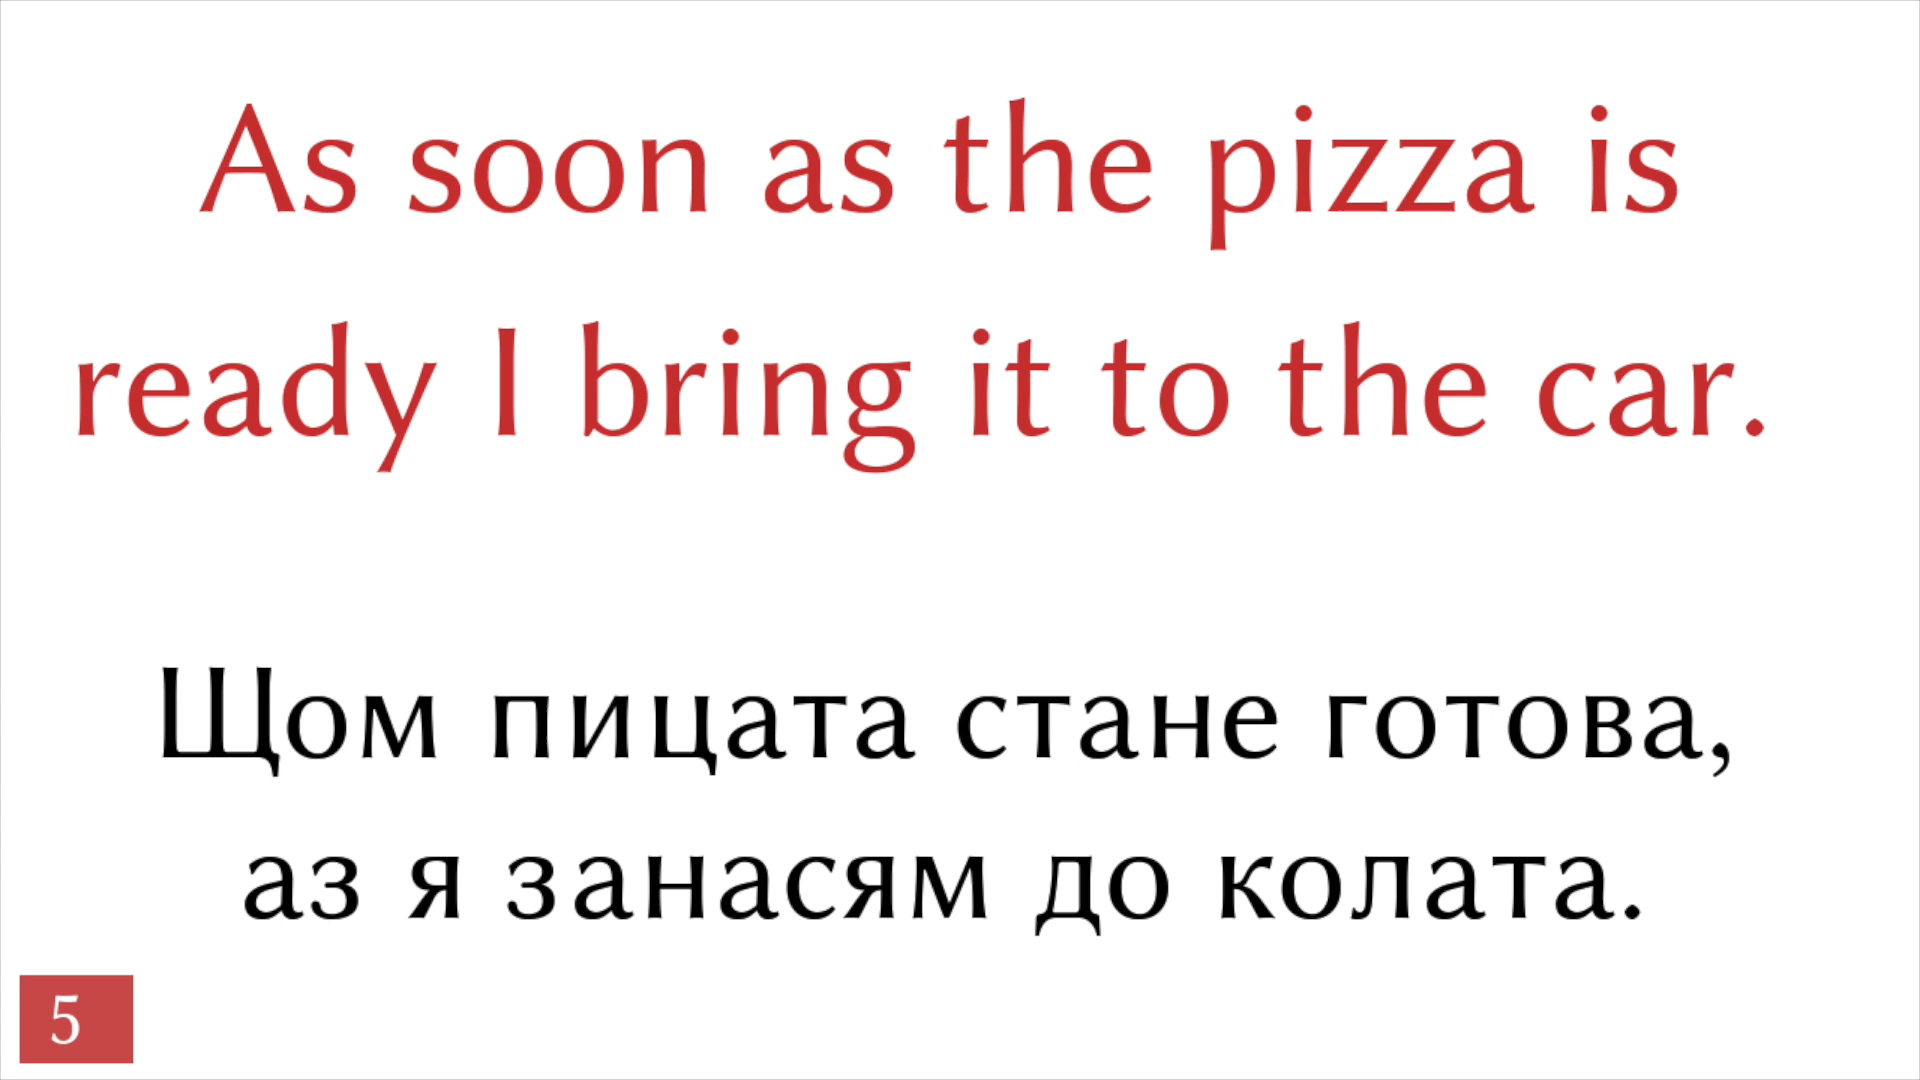 As soon as the pizza is
ready I bring it to the car.
Щом пицата стане готова,
аз я занасям до колата.
5